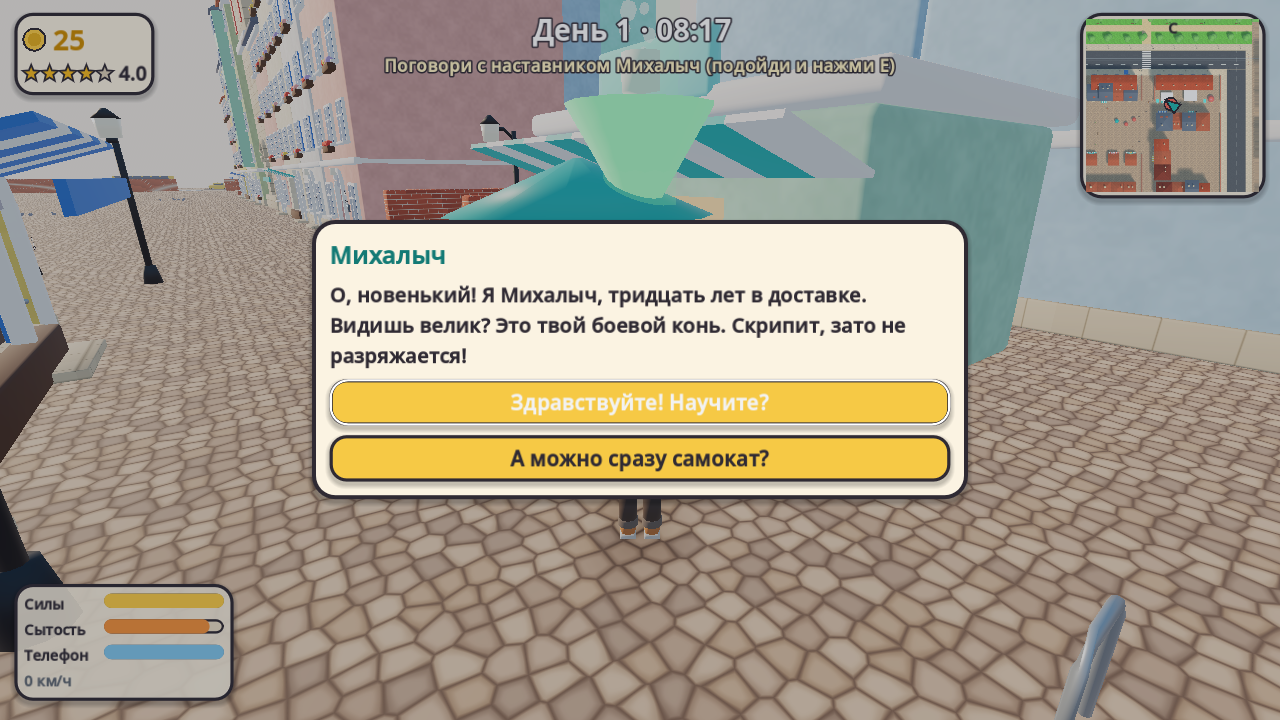 25
4.0
День 1 · 08:17
Поговори с наставником Михалыч (подойди и нажми E)
С
Михалыч
О, новенький! Я Михалыч, тридцать лет в доставке.
Видишь велик? Это твой боевой конь. Скрипит, зато не
разряжается!
Здравствуйте! Научите?
А можно сразу самокат?
Силы
Сытость
Телефон
0 км/ч